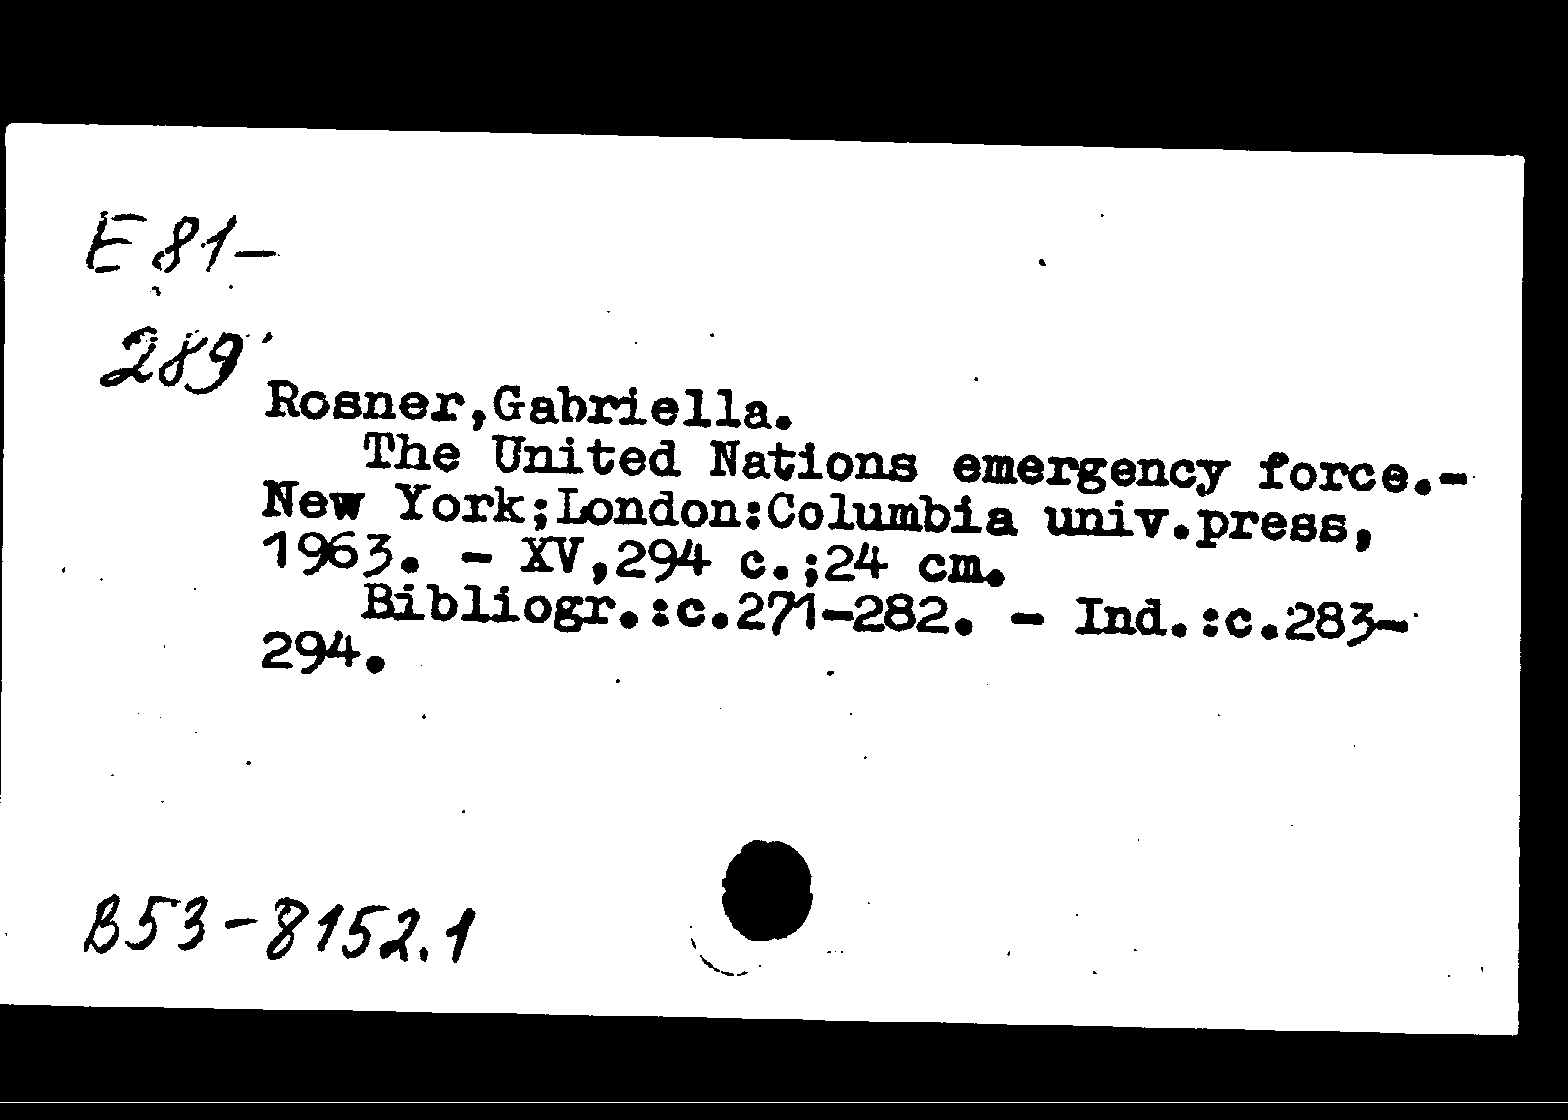 E 81-
289
Rosner,Gabriella.
The United Nations emergency force.-
New York;London:Columbia univ.press,
1963. - XV,294 c.;24 cm.
Bibliogr.:c.271-282. - Ind.:c.283-
294.
B53-8152.1